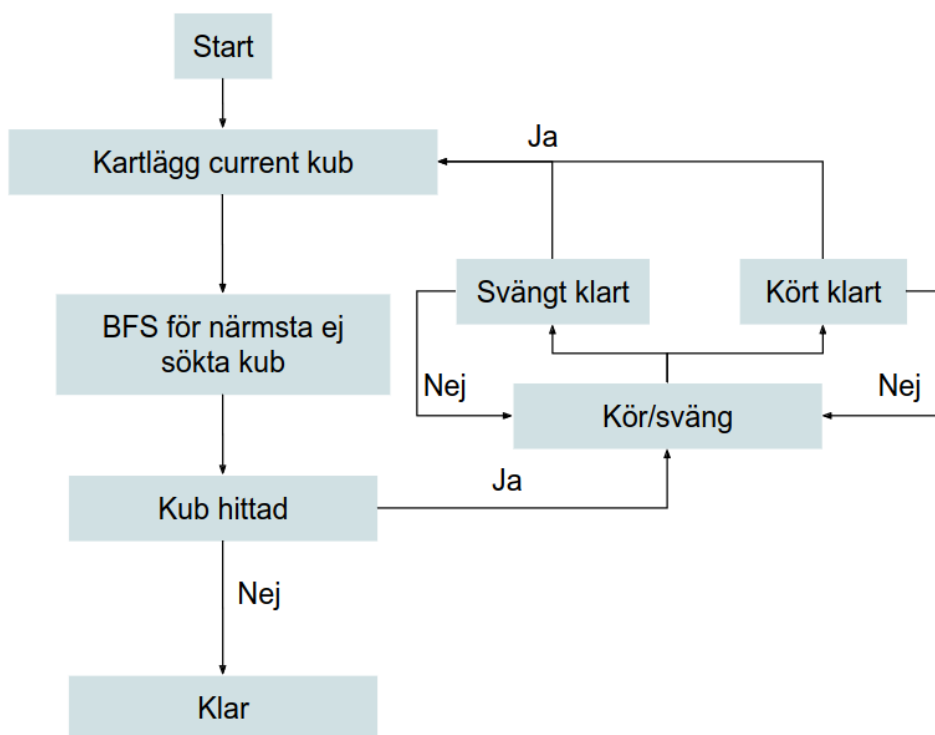 Start
Kartlägg current kub
Ja
Svängt klart
Kört klart
BFS för närmsta ej
sökta kub
Nej
Nej
Kör/sväng
Kub hittad
Ja
Nej
Klar